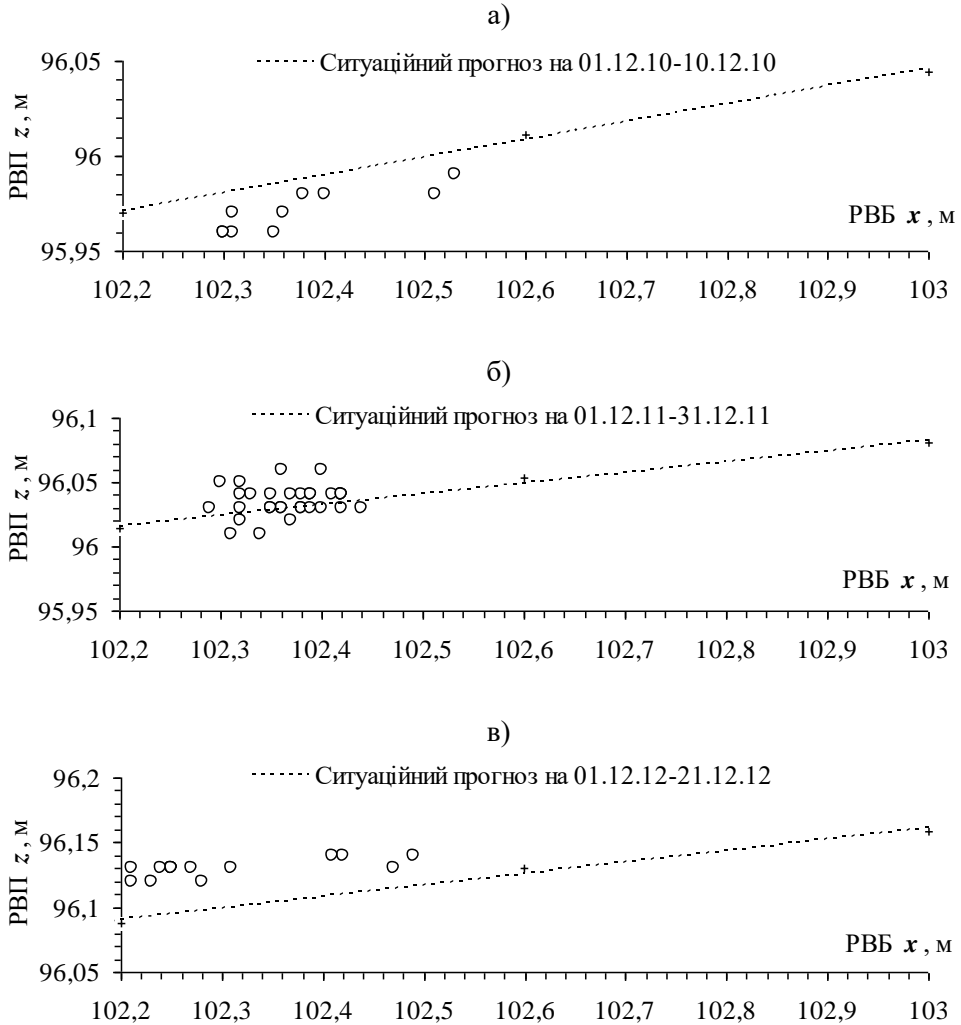 а)
96,05
Ситуаційний прогноз на 01.12.10-10.12.10
96
РВП z, м
РВБ x , м
95,95
102,2 102,3 102,4 102,5 102,6 102,7 102,8 102,9 103
б)
96,1
Ситуаційний прогноз на 01.12.11-31.12.11
96,05
РВП z, м
96
РВБ x , м
95,95
102,2 102,3 102,4 102,5 102,6 102,7 102,8 102,9 103
в)
96,2
Ситуаційний прогноз на 01.12.12-21.12.12
96,15
РВП z, м
96,1
РВБ x , м
96,05
102,2 102,3 102,4 102,5 102,6 102,7 102,8 102,9 103